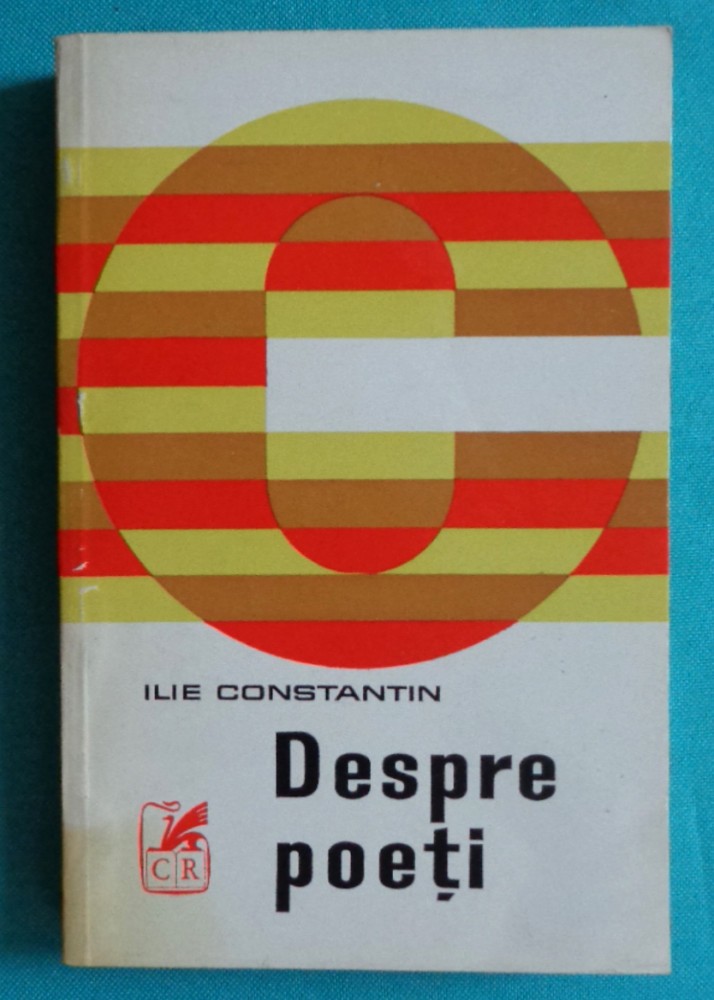 ILIE CONSTANTIN
Despre
poeți
CR